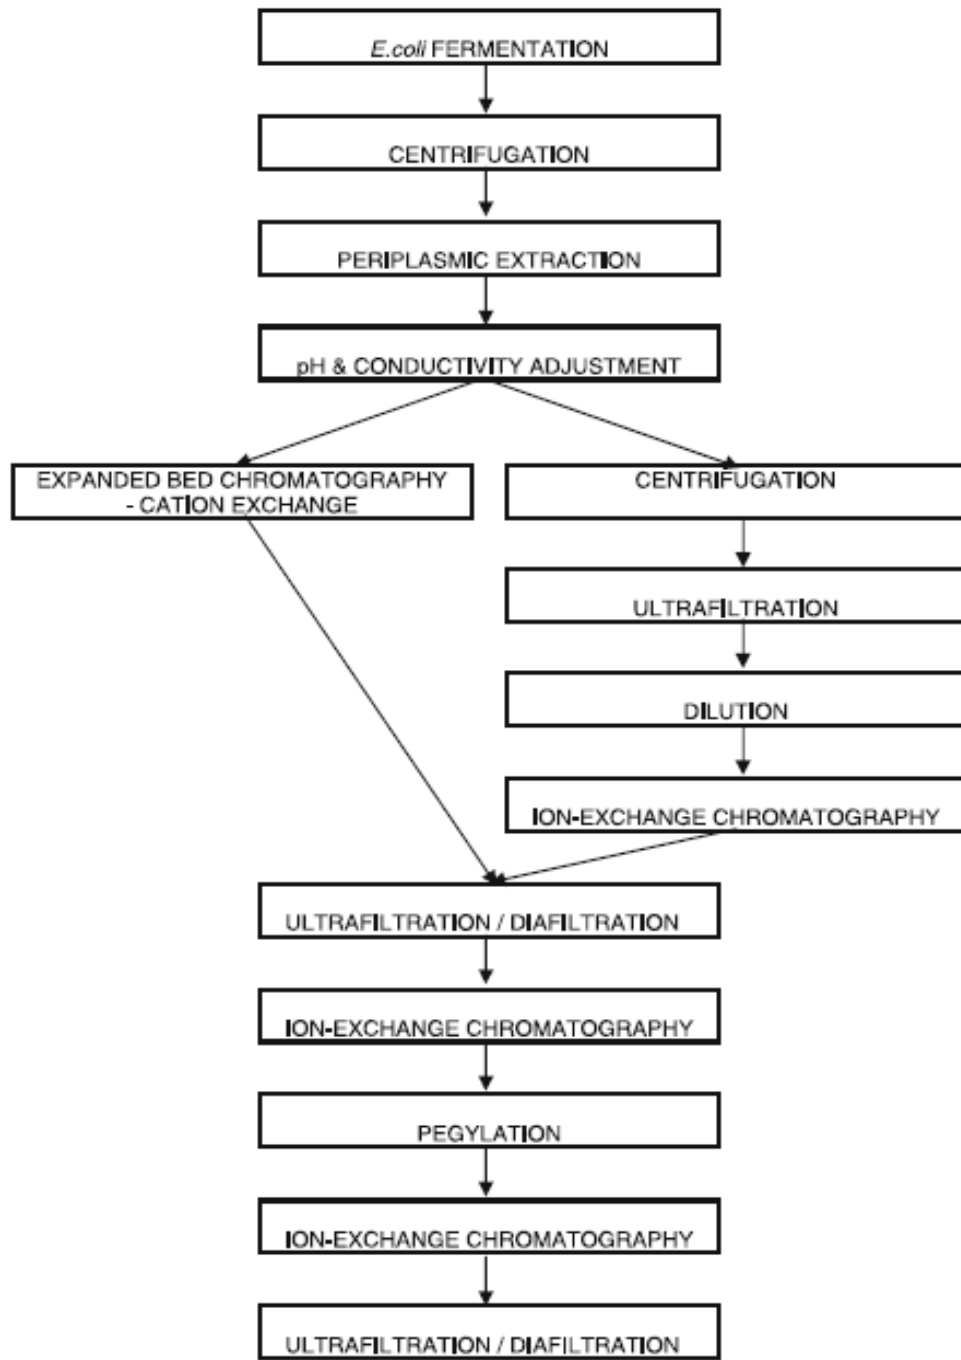 E.coli FERMENTATION
CENTRIFUGATION
PERIPLASMIC EXTRACTION
pH & CONDUCTIVITY ADJUSTMENT
EXPANDED BED CHROMATOGRAPHY
- CATION EXCHANGE
CENTRIFUGATION
ULTRAFILTRATION
DILUTION
ION-EXCHANGE CHROMATOGRAPHY
ULTRAFILTRATION / DIAFILTRATION
ION-EXCHANGE CHROMATOGRAPHY
PEGYLATION
ION-EXCHANGE CHROMATOGRAPHY
ULTRAFILTRATION / DIAFILTRATION